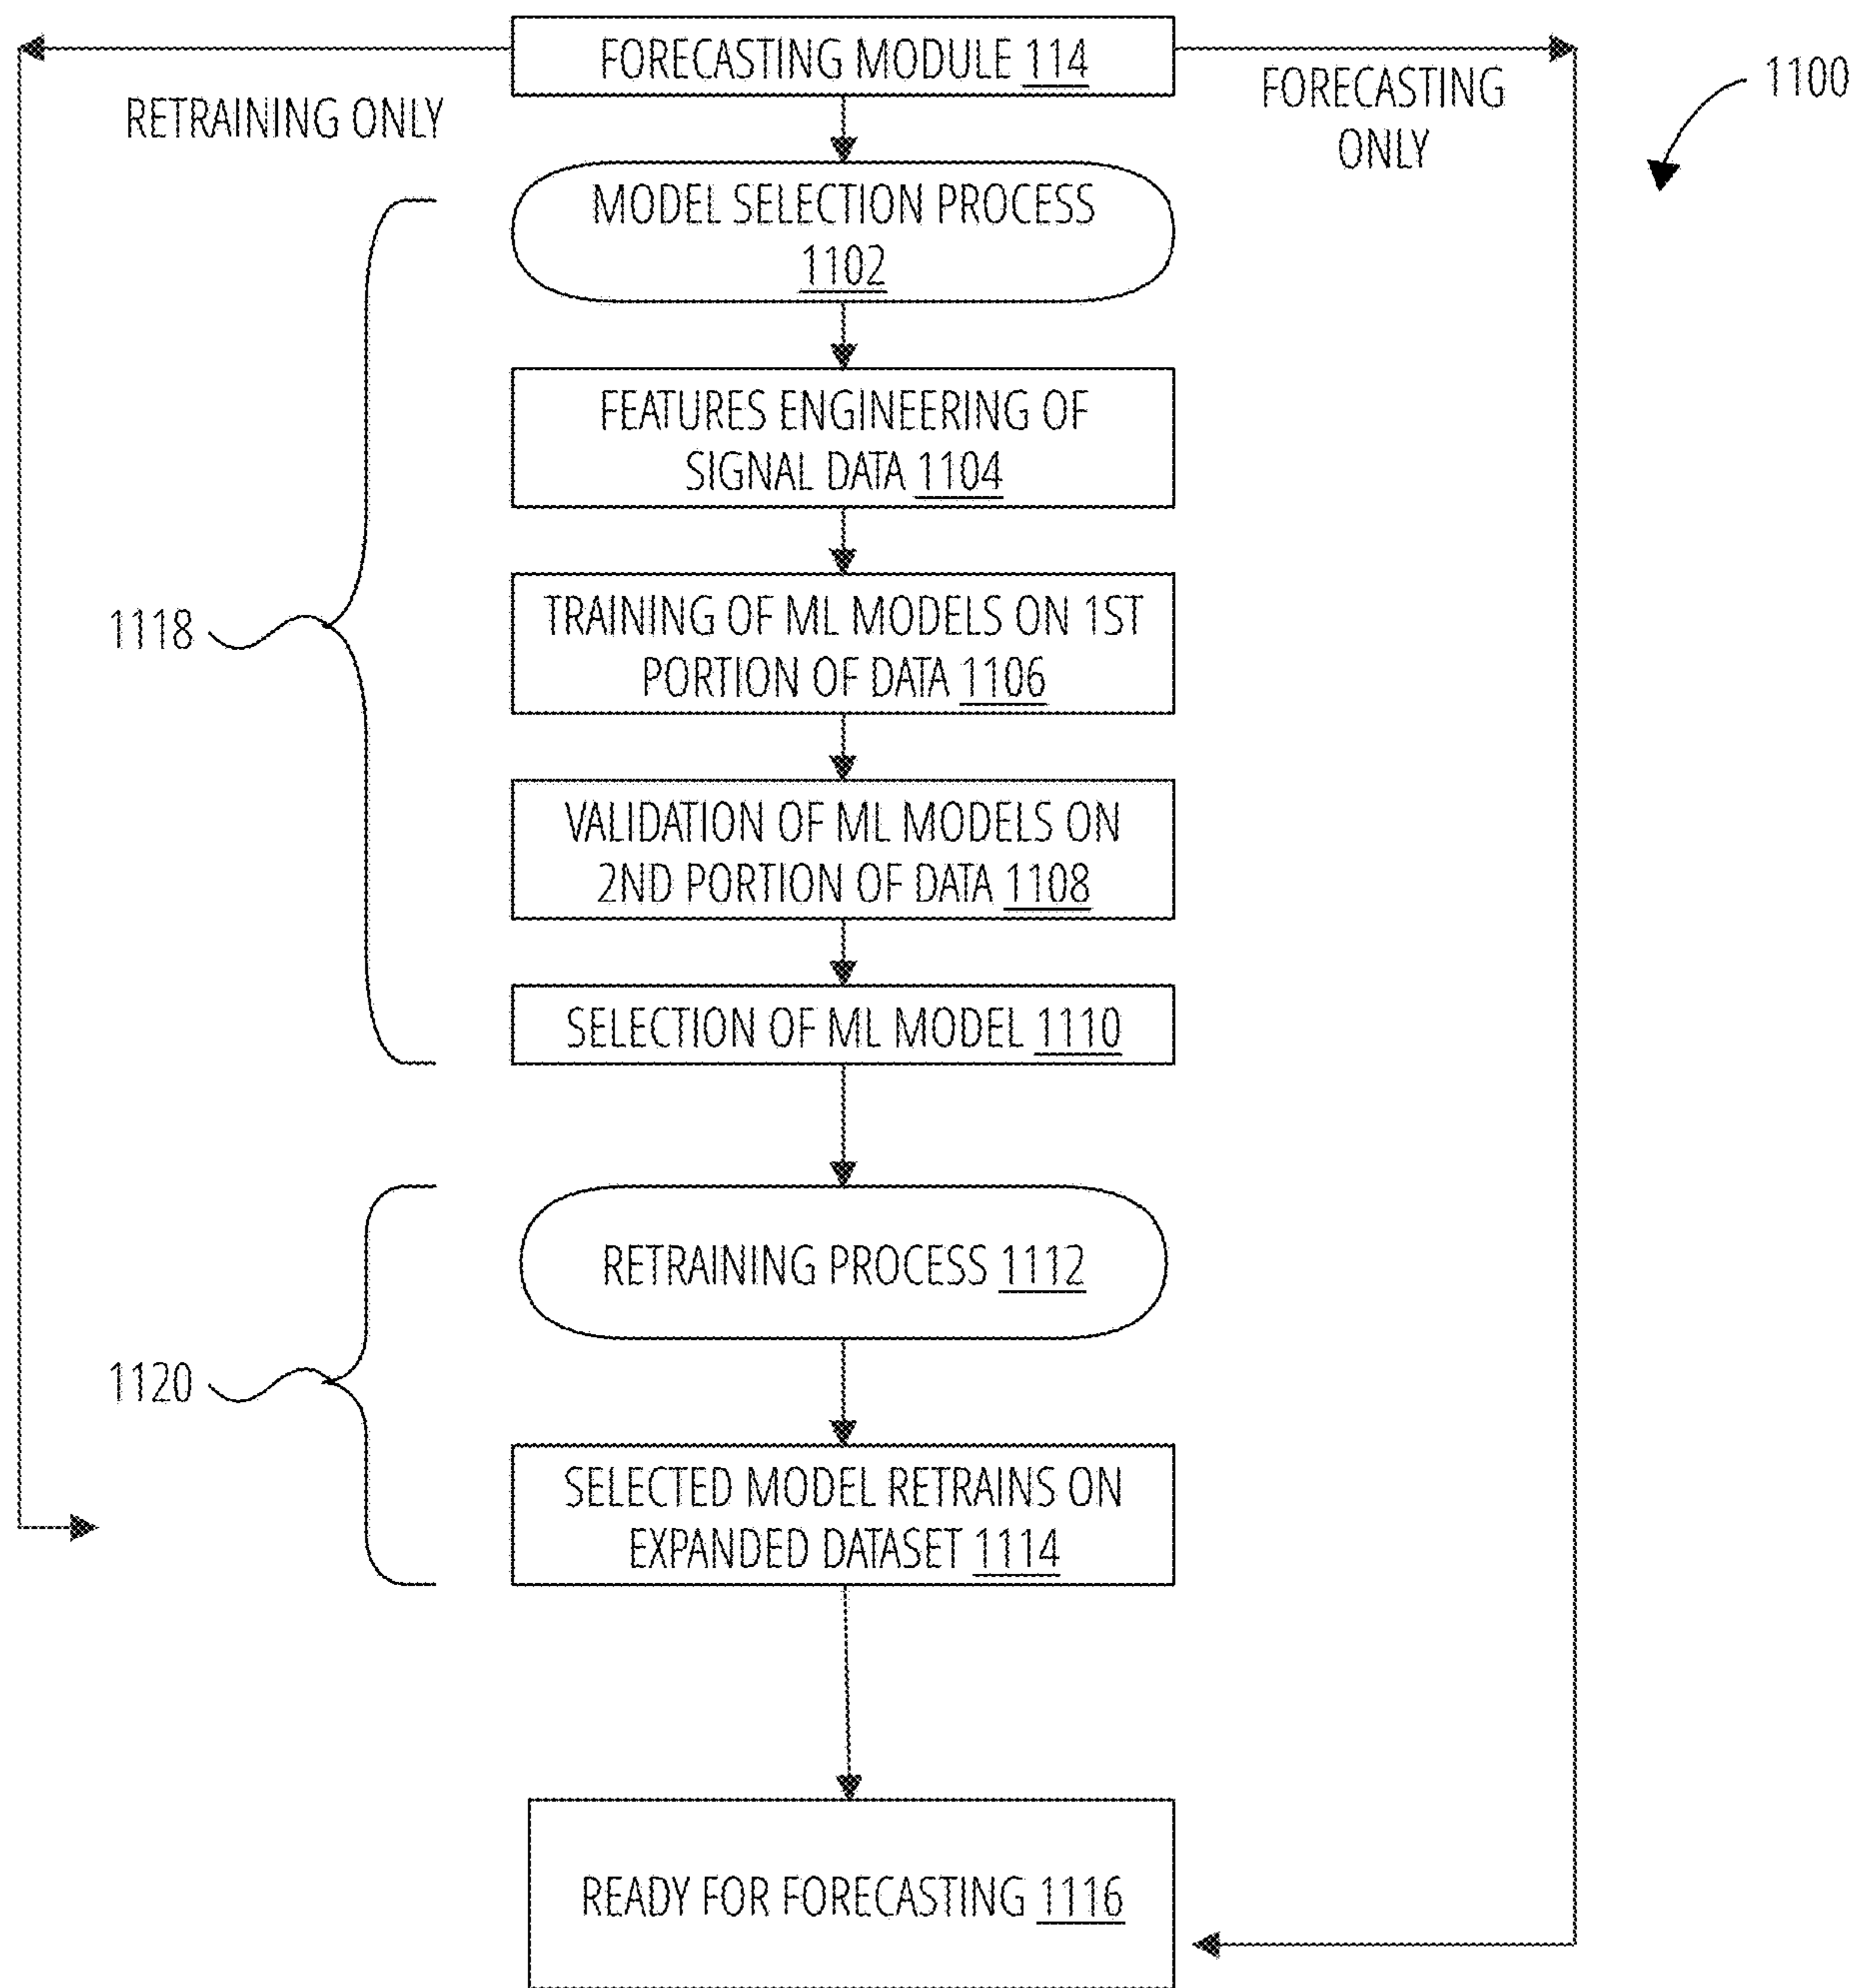 FORECASTING MODULE 114
1100
RETRAINING ONLY
FORECASTING
ONLY
MODEL SELECTION PROCESS
1102
FEATURES ENGINEERING OF
SIGNAL DATA 1104
1118
TRAINING OF ML MODELS ON 1ST
PORTION OF DATA 1106
VALIDATION OF ML MODELS ON
2ND PORTION OF DATA 1108
SELECTION OF ML MODEL 1110
RETRAINING PROCESS 1112
1120
SELECTED MODEL RETRAINS ON
EXPANDED DATASET 1114
READY FOR FORECASTING 1116